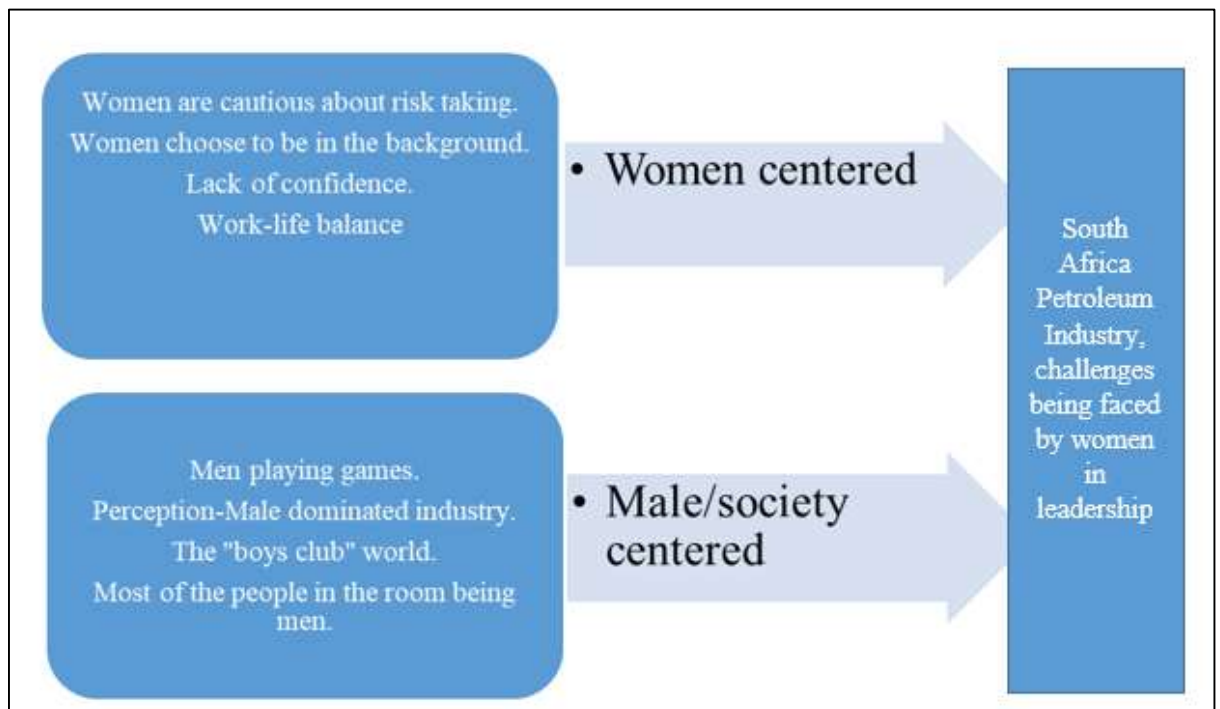 Women are cautious about risk taking.
Women choose to be in the background.
Lack of confidence.
Work-life balance
• Women centered
Men playing games.
Perception-Male dominated industry.
The "boys club" world.
Most of the people in the room being
men.
• Male/society
centered
South
Africa
Petroleum
Industry,
challenges
being faced
by women
in
leadership